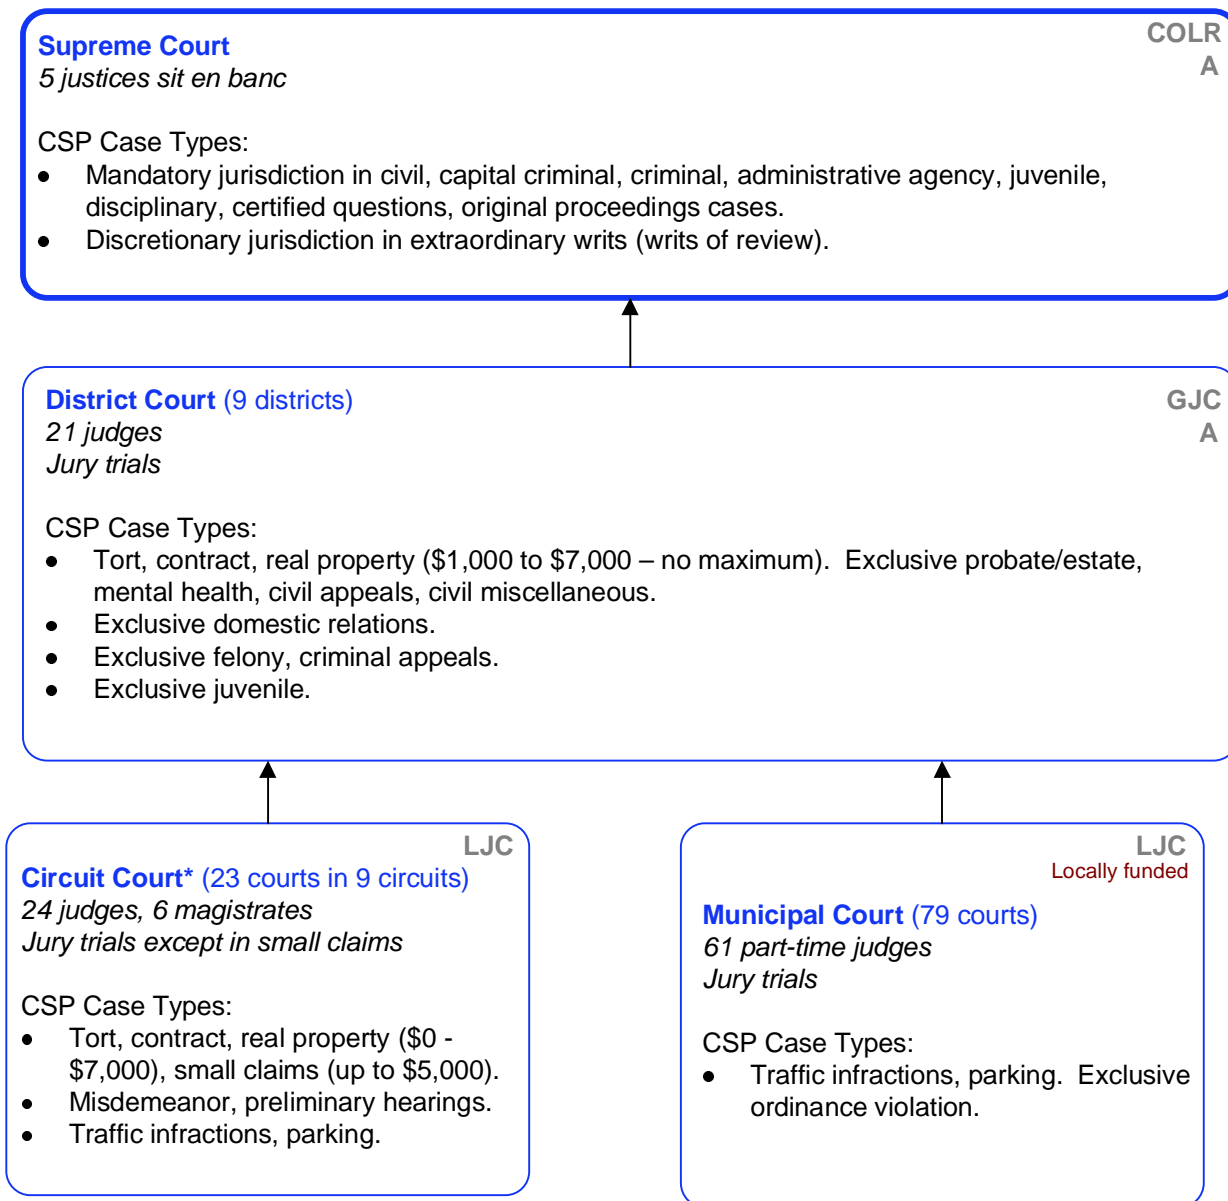 COLR
A
Supreme Court
5 justices sit en banc
CSP Case Types:
• Mandatory jurisdiction in civil, capital criminal, criminal, administrative agency, juvenile,
disciplinary, certified questions, original proceedings cases.
• Discretionary jurisdiction in extraordinary writs (writs of review).
GJC
A
District Court (9 districts)
21 judges
Jury trials
CSP Case Types:
• Tort, contract, real property ($1,000 to $7,000 – no maximum).  Exclusive probate/estate,
mental health, civil appeals, civil miscellaneous.
• Exclusive domestic relations.
• Exclusive felony, criminal appeals.
• Exclusive juvenile.
LJC
Circuit Court* (23 courts in 9 circuits)
24 judges, 6 magistrates
Jury trials except in small claims
CSP Case Types:
• Tort, contract, real property ($0 -
$7,000), small claims (up to $5,000).
• Misdemeanor, preliminary hearings.
• Traffic infractions, parking.
LJC
Locally funded
Municipal Court (79 courts)
61 part-time judges
Jury trials
CSP Case Types:
• Traffic infractions, parking.  Exclusive
ordinance violation.